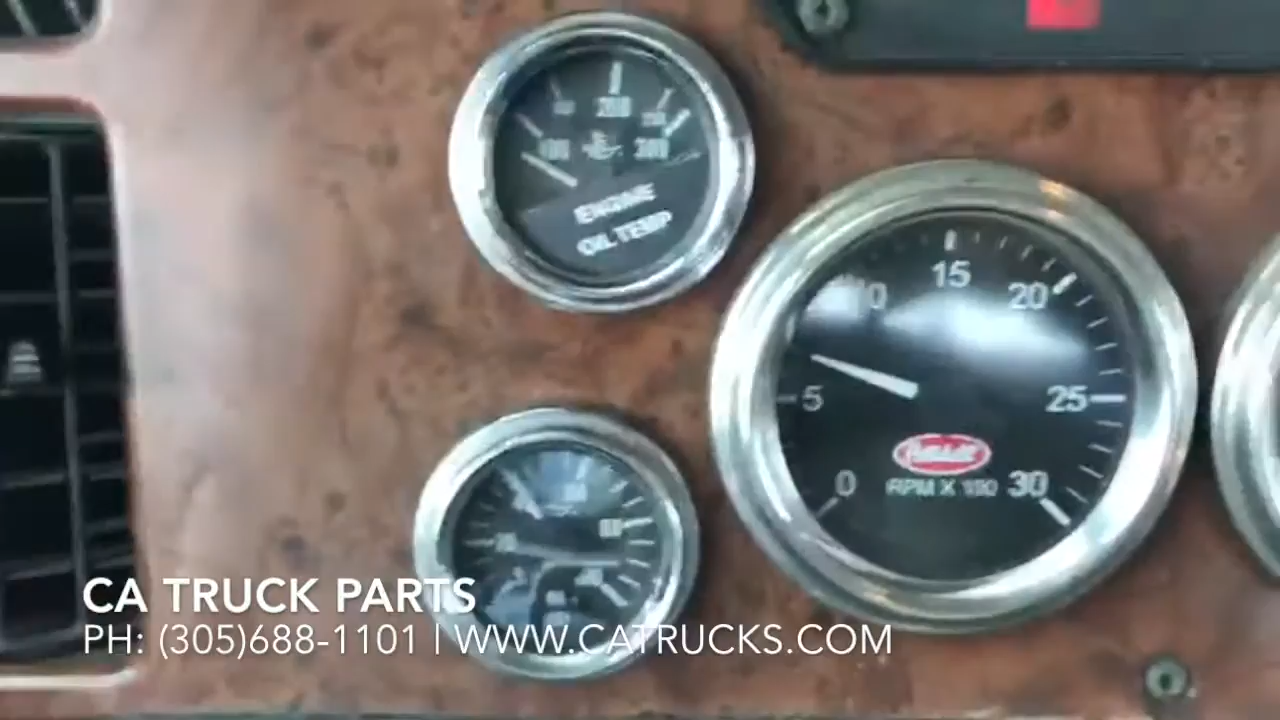 200
100
300
ENGINE
OIL TEMP
10
15
20
5
25
0
RPM X 100
30
CA TRUCK PARTS
PH: (305)688-1101 | WWW.CATRUCKS.COM